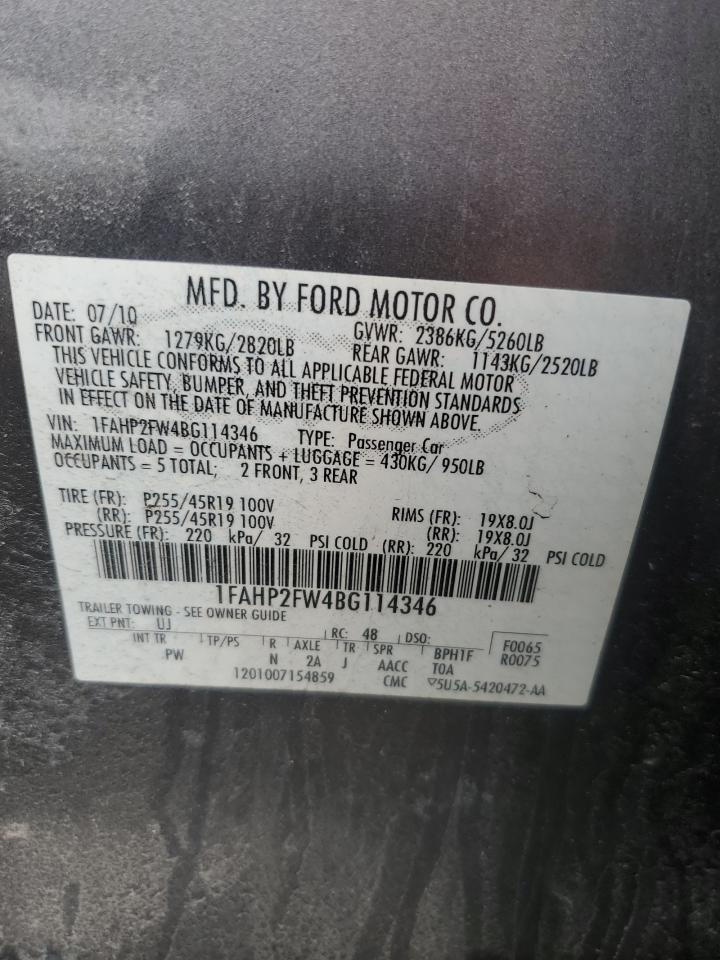 MFD. BY FORD MOTOR CO.
DATE: 07/10 GVWR: 2386KG/5260LB
FRONT GAWR: 1279KG/2820LB REAR GAWR: 1143KG/2520LB
THIS VEHICLE CONFORMS TO ALL APPLICABLE FEDERAL MOTOR
VEHICLE SAFETY, BUMPER, AND THEFT PREVENTION STANDARDS
IN EFFECT ON THE DATE OF MANUFACTURE SHOWN ABOVE.
VIN: 1FAHP2FW4BG114346 TYPE: Passenger Car
MAXIMUM LOAD = OCCUPANTS + LUGGAGE = 430KG/ 950LB
OCCUPANTS = 5 TOTAL; 2 FRONT, 3 REAR
TIRE (FR): P255/45R19 100V RIMS (FR): 19X8.0J
(RR): P255/45R19 100V (RR): 19X8.0J
PRESSURE (FR): 220 kPa/ 32 PSI COLD (RR): 220 kPa/ 32 PSI COLD
1FAHP2FW4BG114346
TRAILER TOWING - SEE OWNER GUIDE
EXT PNT: UJ RC: 48 DSO: F0065
INT TR TP/PS R AXLE TR SPR BPH1F R0075
PW N 2A J AACC T0A
1201007154859 CMC ▽5U5A-5420472-AA